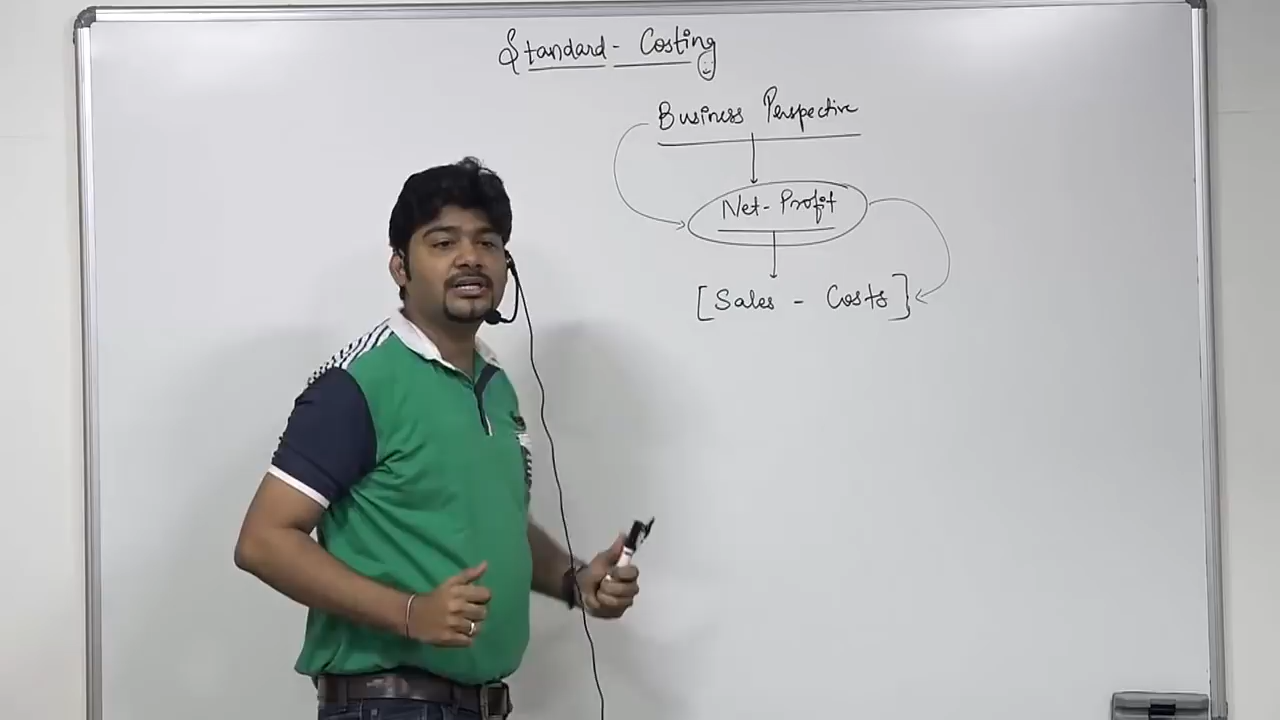 Standard - Costing
Business Perspective
Net - Profit
[Sales - Costs]